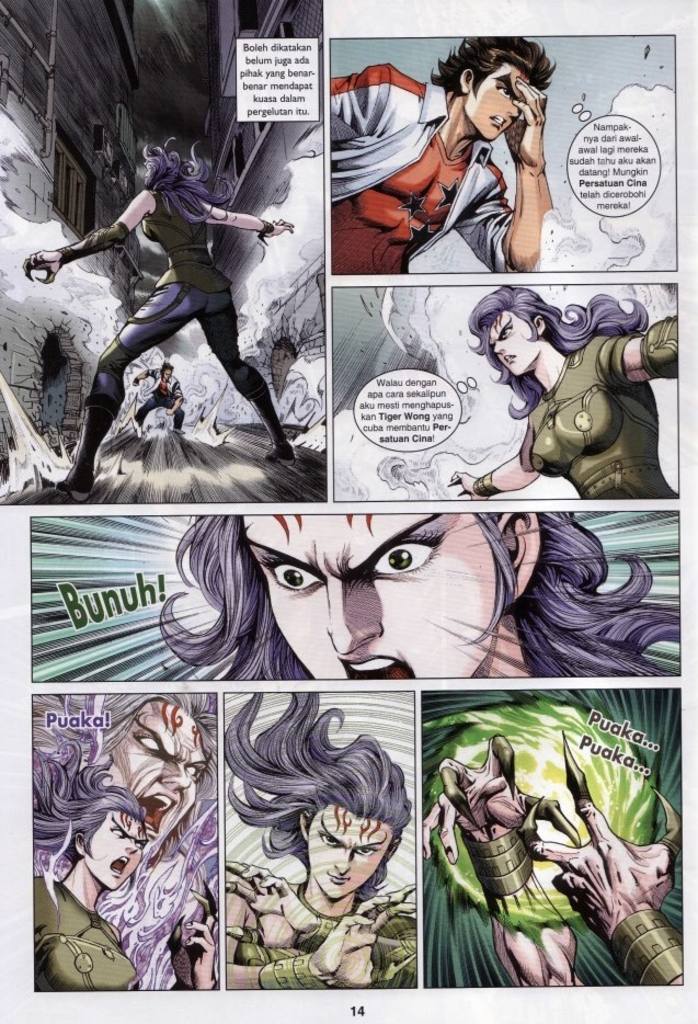 Boleh dikatakan
belum juga ada
pihak yang benar-
benar mendapat
kuasa dalam
pergelutan itu.
Nampak-
nya dari awal-
awal lagi mereka
sudah tahu aku akan
datang! Mungkin
Persatuan Cina
telah dicerobohi
mereka!
Walau dengan
apa cara sekalipun
aku mesti menghapus-
kan Tiger Wong yang
cuba membantu Per-
satuan Cina!
Bunuh!
Puaka!
Puaka...
Puaka...
14